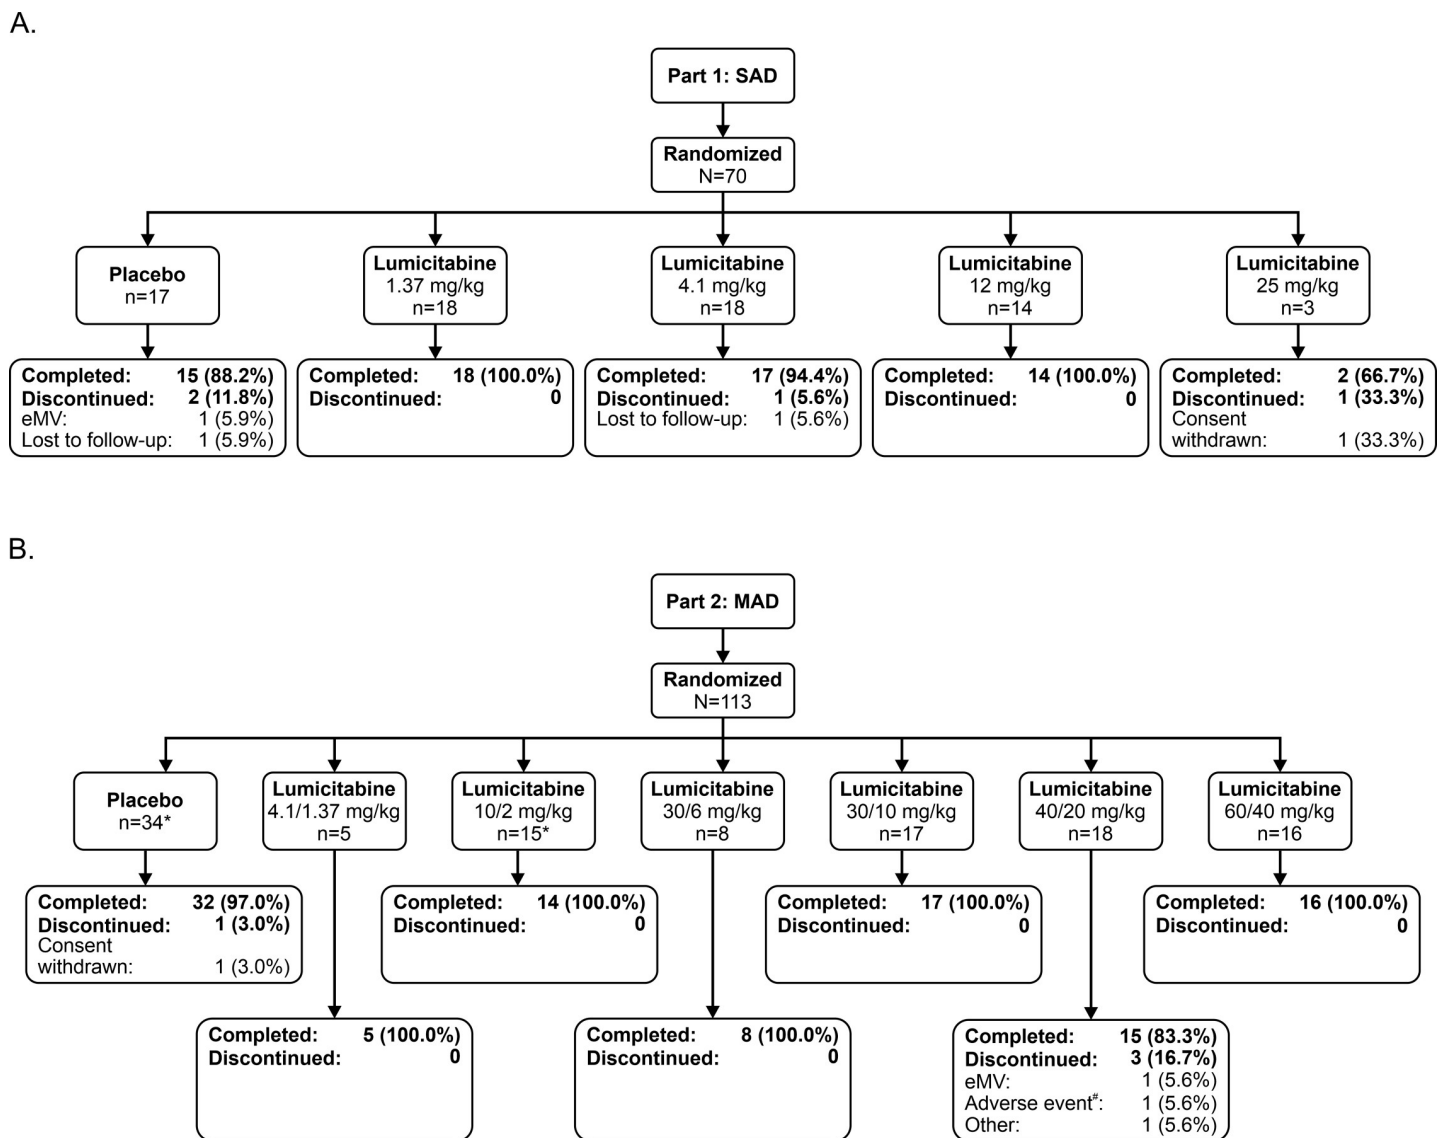 A.
Part 1: SAD
Randomized
N=70
Placebo
n=17
Lumicitabine
1.37 mg/kg
n=18
Lumicitabine
4.1 mg/kg
n=18
Lumicitabine
12 mg/kg
n=14
Lumicitabine
25 mg/kg
n=3
Completed: 15 (88.2%)
Discontinued: 2 (11.8%)
eMV: 1 (5.9%)
Lost to follow-up: 1 (5.9%)
Completed: 18 (100.0%)
Discontinued: 0
Completed: 17 (94.4%)
Discontinued: 1 (5.6%)
Lost to follow-up: 1 (5.6%)
Completed: 14 (100.0%)
Discontinued: 0
Completed: 2 (66.7%)
Discontinued: 1 (33.3%)
Consent
withdrawn: 1 (33.3%)
B.
Part 2: MAD
Randomized
N=113
Placebo
n=34*
Lumicitabine
4.1/1.37 mg/kg
n=5
Lumicitabine
10/2 mg/kg
n=15*
Lumicitabine
30/6 mg/kg
n=8
Lumicitabine
30/10 mg/kg
n=17
Lumicitabine
40/20 mg/kg
n=18
Lumicitabine
60/40 mg/kg
n=16
Completed: 32 (97.0%)
Discontinued: 1 (3.0%)
Consent
withdrawn: 1 (3.0%)
Completed: 14 (100.0%)
Discontinued: 0
Completed: 17 (100.0%)
Discontinued: 0
Completed: 16 (100.0%)
Discontinued: 0
Completed: 5 (100.0%)
Discontinued: 0
Completed: 8 (100.0%)
Discontinued: 0
Completed: 15 (83.3%)
Discontinued: 3 (16.7%)
eMV: 1 (5.6%)
Adverse event#: 1 (5.6%)
Other: 1 (5.6%)